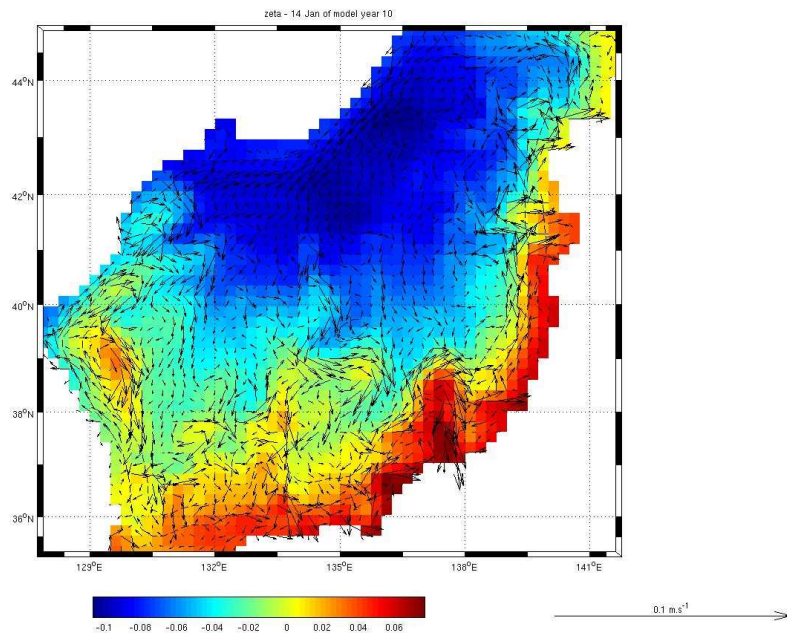 zeta - 14 Jan of model year 10
44°N
42°N
40°N
38°N
36°N
129°E 132°E 135°E 138°E 141°E
-0.1 -0.08 -0.06 -0.04 -0.02 0 0.02 0.04 0.06
0.1 m.s⁻¹